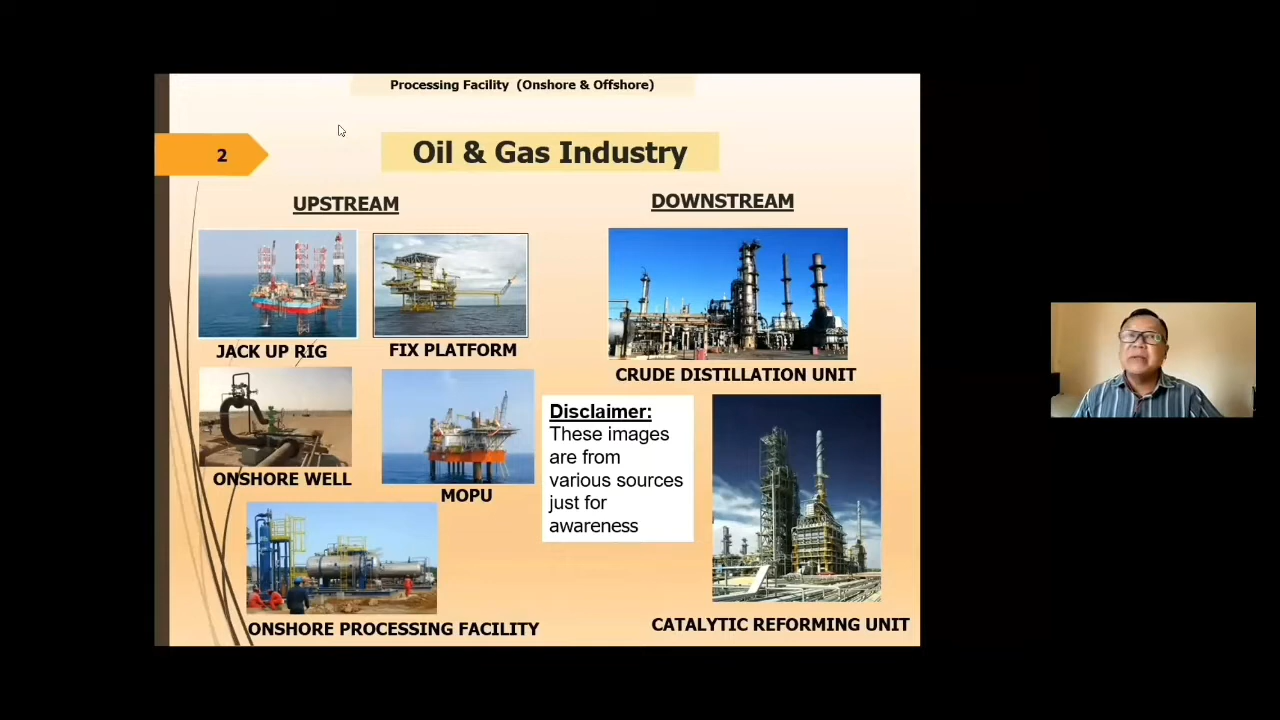 Processing Facility (Onshore & Offshore)
2
Oil & Gas Industry
UPSTREAM
DOWNSTREAM
JACK UP RIG
FIX PLATFORM
CRUDE DISTILLATION UNIT
ONSHORE WELL
MOPU
Disclaimer:
These images
are from
various sources
just for
awareness
ONSHORE PROCESSING FACILITY
CATALYTIC REFORMING UNIT